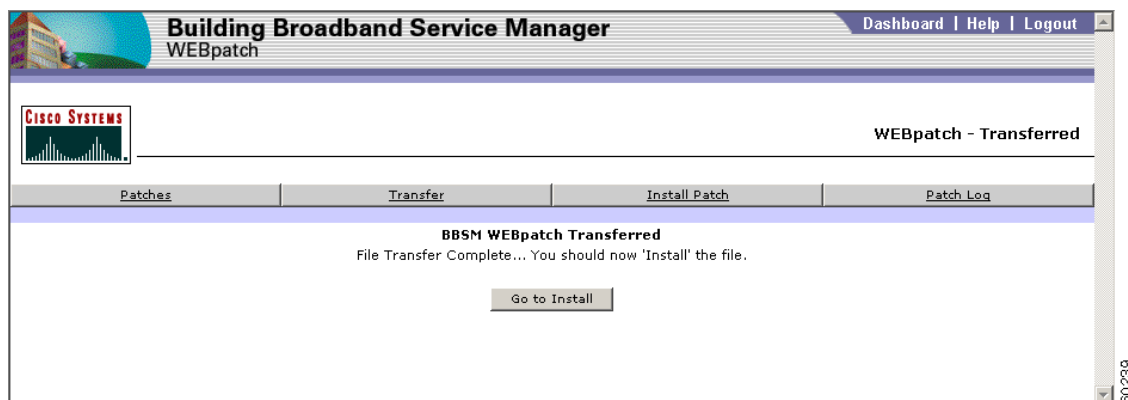 Building Broadband Service Manager
WEBpatch
Dashboard | Help | Logout
CISCO SYSTEMS
WEBpatch - Transferred
Patches Transfer Install Patch Patch Log
BBSM WEBpatch Transferred
File Transfer Complete... You should now 'Install' the file.
Go to Install
60239